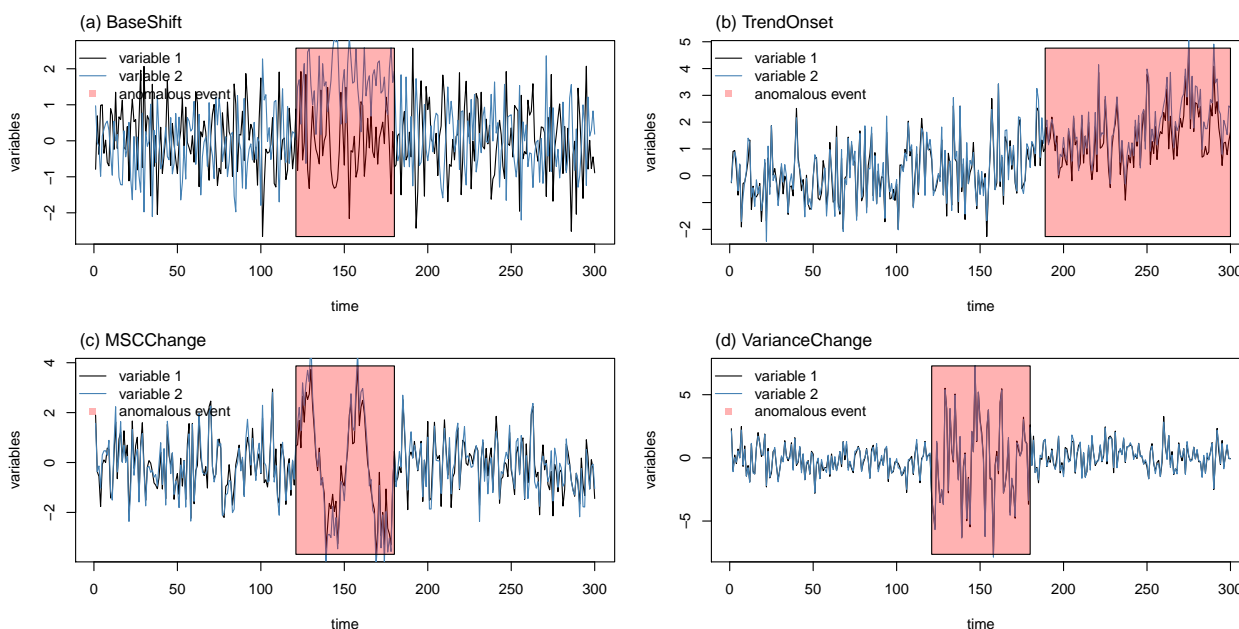 (a) BaseShift
variable 1
variable 2
anomalous event
variables
2
1
0
−1
−2
0 50 100 150 200 250 300
time
(b) TrendOnset
variable 1
variable 2
anomalous event
variables
5
4
3
2
1
0
−2
0 50 100 150 200 250 300
time
(c) MSCChange
variable 1
variable 2
anomalous event
variables
4
2
0
−2
0 50 100 150 200 250 300
time
(d) VarianceChange
variable 1
variable 2
anomalous event
variables
5
0
−5
0 50 100 150 200 250 300
time